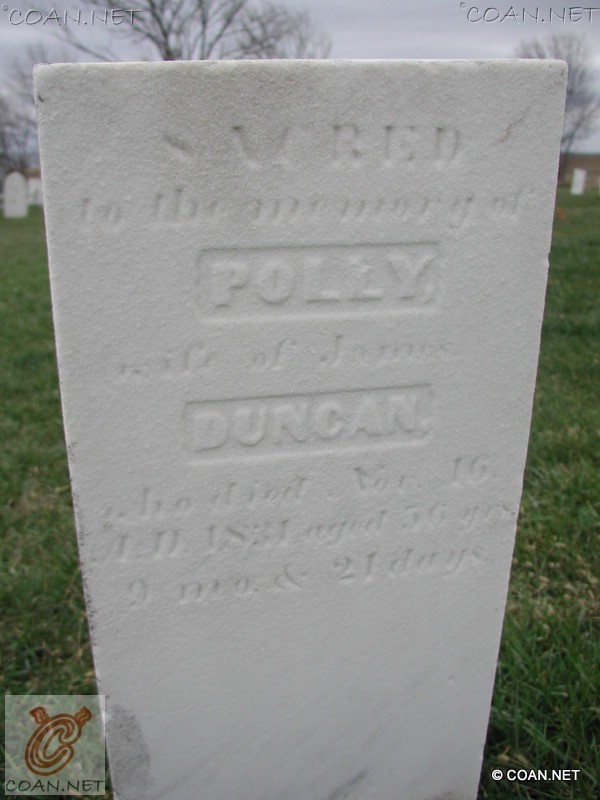 COAN.NET
COAN.NET
SACRED
to the memory of
POLLY,
wife of James
DUNCAN,
who died Nov. 16
A.D. 1831 aged 56 yrs
9 mo. & 21 days
COAN.NET
© COAN.NET